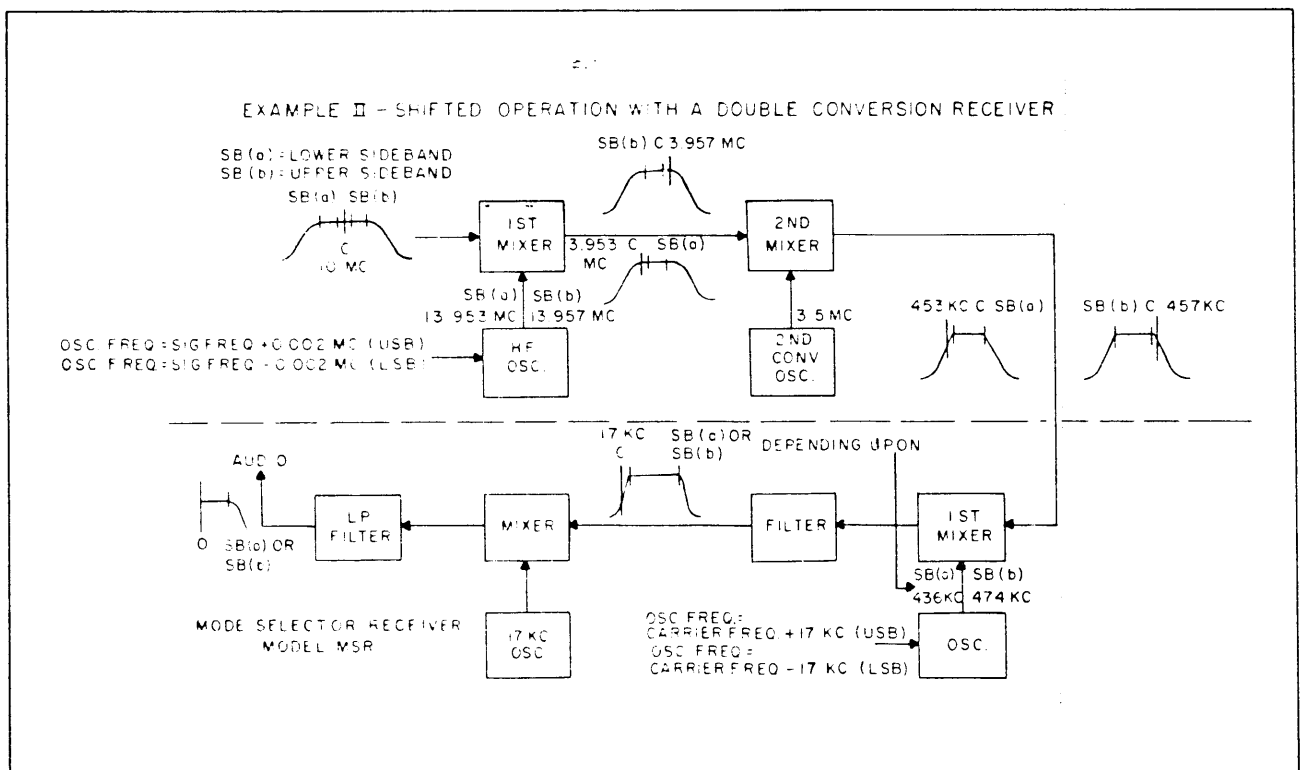 EXAMPLE II - SHIFTED OPERATION WITH A DOUBLE CONVERSION RECEIVER
SB(a) = LOWER SIDEBAND
SB(b) = UPPER SIDEBAND
SB(a) SB(b)
C
10 MC
SB(b) C 3.957 MC
1ST
MIXER
3.953 C SB(a)
MC
2ND
MIXER
SB(a) SB(b)
13.953 MC 13.957 MC
3.5 MC
OSC FREQ = SIG FREQ + 0.002 MC (USB)
OSC FREQ = SIG FREQ - 0.002 MC (LSB)
HF
OSC.
2ND
CONV
OSC.
453 KC C SB(a)
SB(b) C 457 KC
17 KC
C
SB(a) OR
SB(b)
DEPENDING UPON
AUDIO
LP
FILTER
MIXER
FILTER
1ST
MIXER
0 SB(a) OR
SB(b)
SB(a) SB(b)
436 KC 474 KC
MODE SELECTOR RECEIVER
MODEL MSR
17 KC
OSC
OSC FREQ. =
CARRIER FREQ. + 17 KC (USB)
OSC FREQ =
CARRIER FREQ - 17 KC (LSB)
OSC.